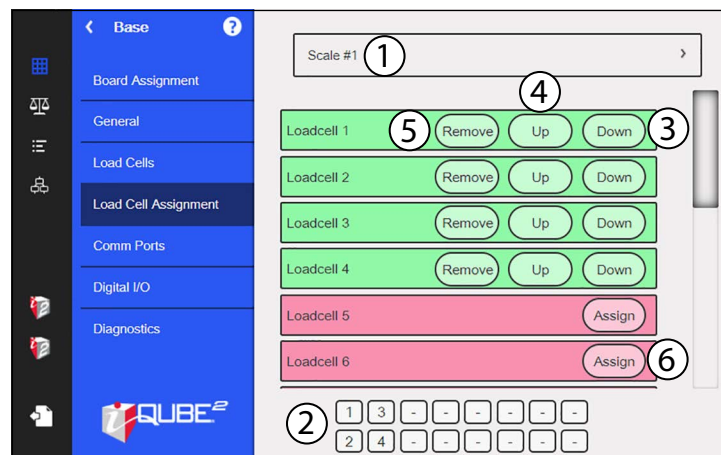 ‹ Base ?
Board Assignment
General
Load Cells
Load Cell Assignment
Comm Ports
Digital I/O
Diagnostics
i QUBE²
Scale #1 1 ›
4
Loadcell 1 5 Remove Up Down 3
Loadcell 2 Remove Up Down
Loadcell 3 Remove Up Down
Loadcell 4 Remove Up Down
Loadcell 5 Assign
Loadcell 6 Assign 6
2
1 3 - - - - - -
2 4 - - - - - -